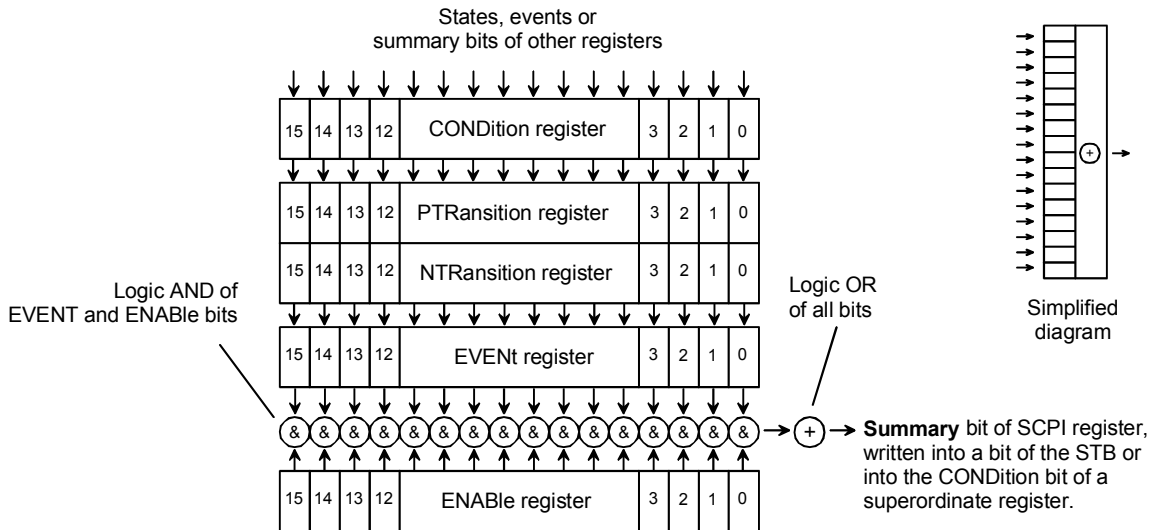 States, events or
summary bits of other registers
15 14 13 12 CONDition register 3 2 1 0
15 14 13 12 PTRansition register 3 2 1 0
15 14 13 12 NTRansition register 3 2 1 0
Logic AND of
EVENT and ENABle bits
Logic OR
of all bits
15 14 13 12 EVENt register 3 2 1 0
& & & & & & & & & & & & & & & & +
Summary bit of SCPI register,
written into a bit of the STB or
into the CONDition bit of a
superordinate register.
15 14 13 12 ENABle register 3 2 1 0
+
Simplified
diagram